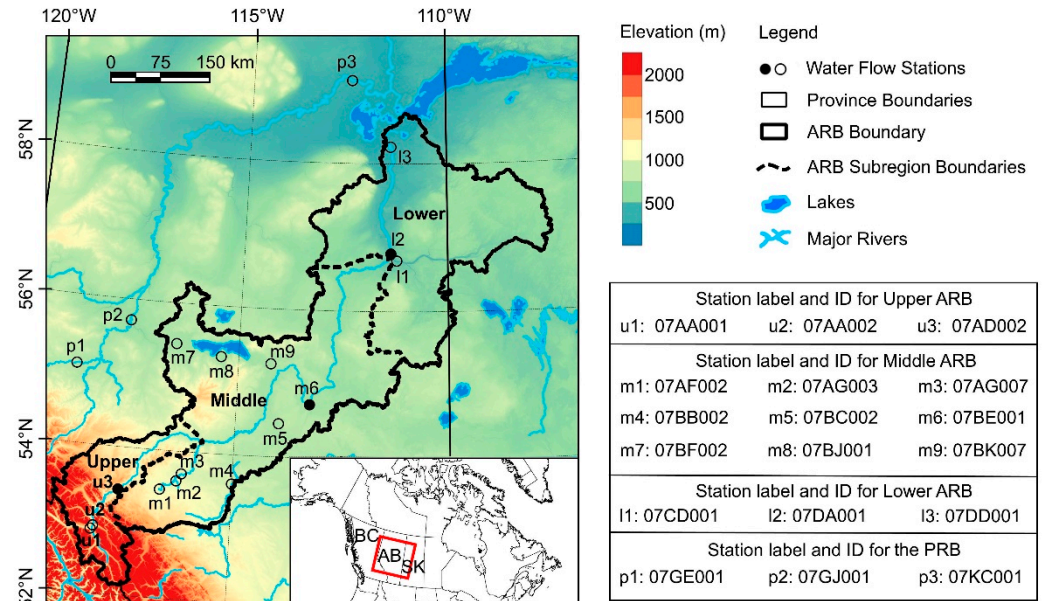 120°W 115°W 110°W
0 75 150 km
58°N
56°N
54°N
52°N
p3
l3
Lower
l2
l1
p2
p1
m7
m8
m9
m6
Middle
m5
Upper
u3
m3
m4
m2
m1
u2
u1
BC
AB
SK
Elevation (m)
2000
1500
1000
500
Legend
Water Flow Stations
Province Boundaries
ARB Boundary
ARB Subregion Boundaries
Lakes
Major Rivers
Station label and ID for Upper ARB
u1: 07AA001 u2: 07AA002 u3: 07AD002
Station label and ID for Middle ARB
m1: 07AF002 m2: 07AG003 m3: 07AG007
m4: 07BB002 m5: 07BC002 m6: 07BE001
m7: 07BF002 m8: 07BJ001 m9: 07BK007
Station label and ID for Lower ARB
l1: 07CD001 l2: 07DA001 l3: 07DD001
Station label and ID for the PRB
p1: 07GE001 p2: 07GJ001 p3: 07KC001